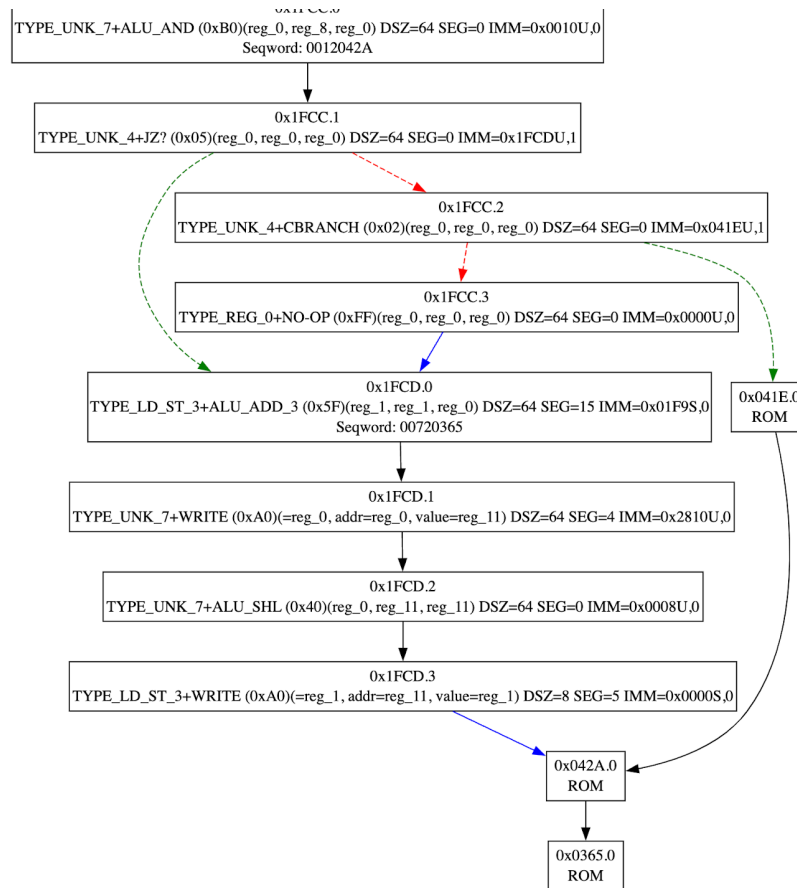 TYPE_UNK_7+ALU_AND (0xB0)(reg_0, reg_8, reg_0) DSZ=64 SEG=0 IMM=0x0010U,0
Seqword: 0012042A
0x1FCC.1
TYPE_UNK_4+JZ? (0x05)(reg_0, reg_0, reg_0) DSZ=64 SEG=0 IMM=0x1FCDU,1
0x1FCC.2
TYPE_UNK_4+CBRANCH (0x02)(reg_0, reg_0, reg_0) DSZ=64 SEG=0 IMM=0x041EU,1
0x1FCC.3
TYPE_REG_0+NO-OP (0xFF)(reg_0, reg_0, reg_0) DSZ=64 SEG=0 IMM=0x0000U,0
0x1FCD.0
TYPE_LD_ST_3+ALU_ADD_3 (0x5F)(reg_1, reg_1, reg_0) DSZ=64 SEG=15 IMM=0x01F9S,0
Seqword: 00720365
0x041E.0
ROM
0x1FCD.1
TYPE_UNK_7+WRITE (0xA0)(=reg_0, addr=reg_0, value=reg_11) DSZ=64 SEG=4 IMM=0x2810U,0
0x1FCD.2
TYPE_UNK_7+ALU_SHL (0x40)(reg_0, reg_11, reg_11) DSZ=64 SEG=0 IMM=0x0008U,0
0x1FCD.3
TYPE_LD_ST_3+WRITE (0xA0)(=reg_1, addr=reg_11, value=reg_1) DSZ=8 SEG=5 IMM=0x0000S,0
0x042A.0
ROM
0x0365.0
ROM